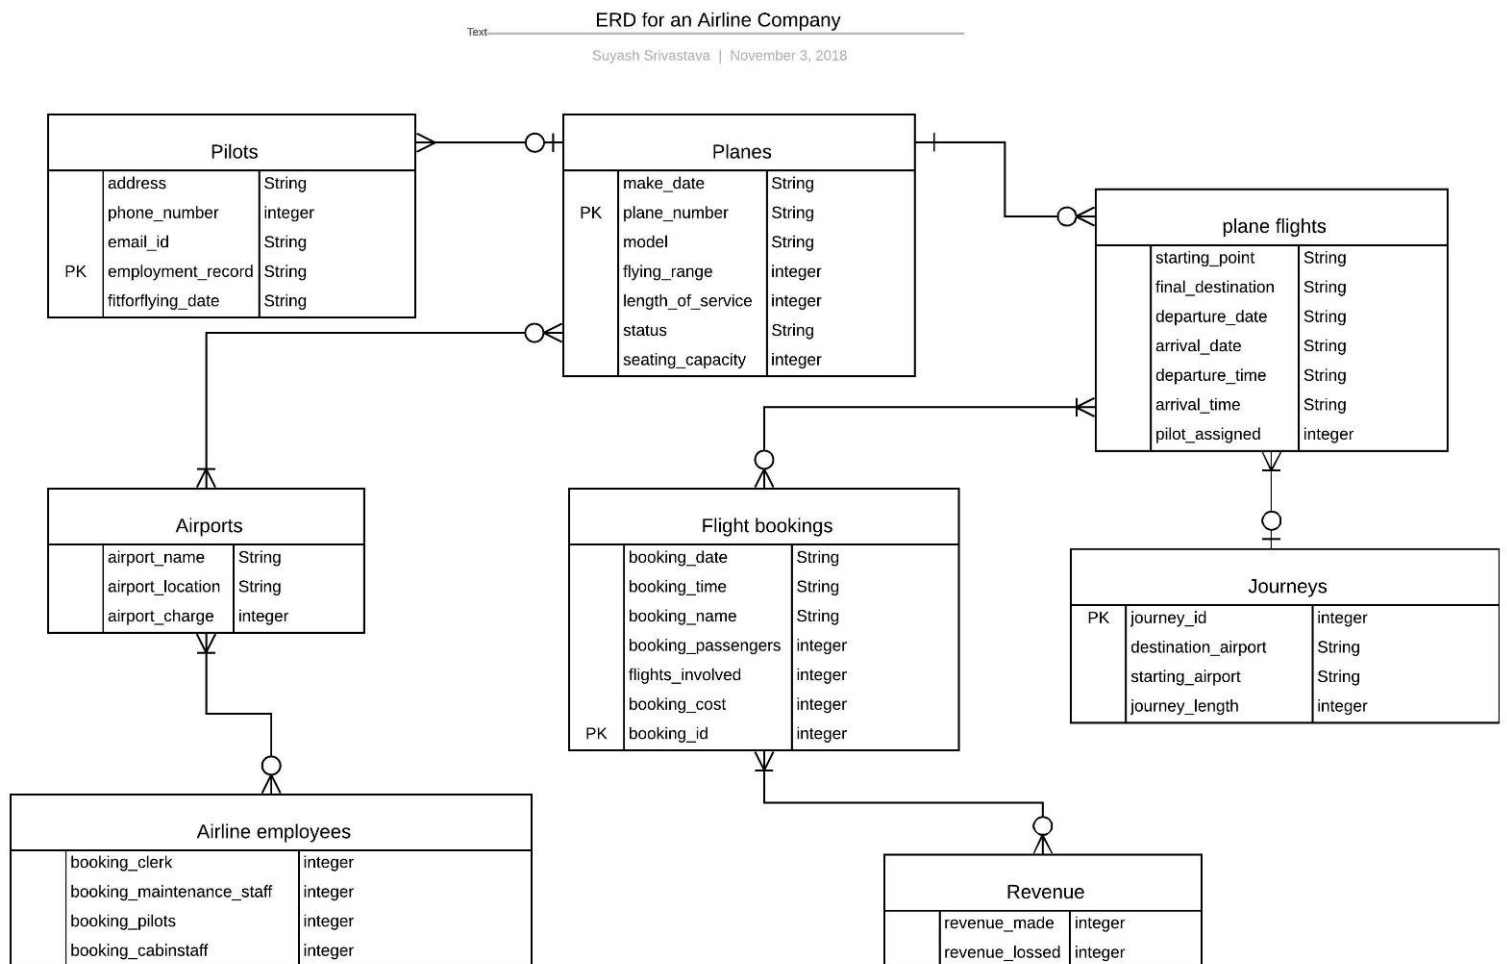 ERD for an Airline Company
Text
Suyash Srivastava | November 3, 2018
Pilots
address String
phone_number integer
email_id String
PK employment_record String
fitforflying_date String
Planes
make_date String
PK plane_number String
model String
flying_range integer
length_of_service integer
status String
seating_capacity integer
plane flights
starting_point String
final_destination String
departure_date String
arrival_date String
departure_time String
arrival_time String
pilot_assigned integer
Airports
airport_name String
airport_location String
airport_charge integer
Flight bookings
booking_date String
booking_time String
booking_name String
booking_passengers integer
flights_involved integer
booking_cost integer
PK booking_id integer
Journeys
PK journey_id integer
destination_airport String
starting_airport String
journey_length integer
Airline employees
booking_clerk integer
booking_maintenance_staff integer
booking_pilots integer
booking_cabinstaff integer
Revenue
revenue_made integer
revenue_lossed integer